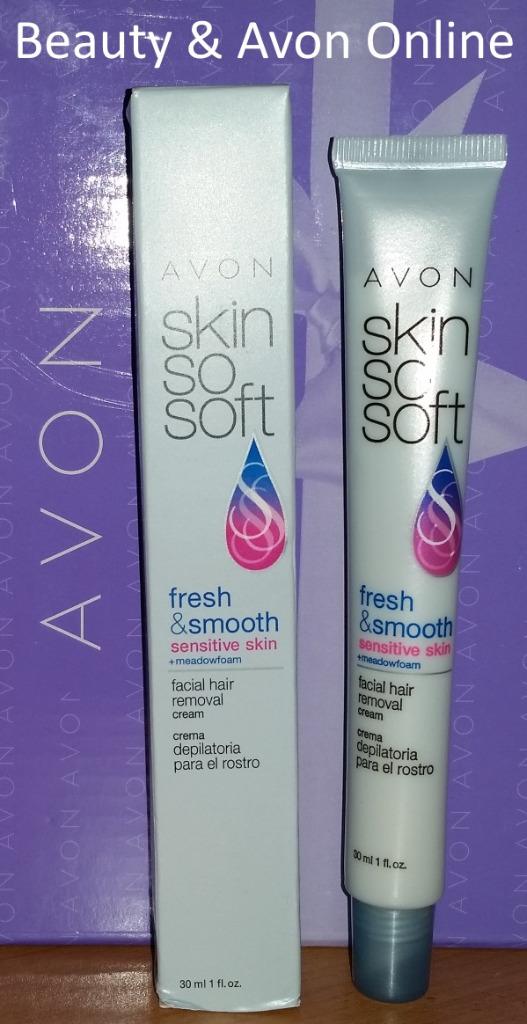 Beauty & Avon Online
AVON
AVON
skin
so
soft
fresh
&smooth
sensitive skin
+meadowfoam
facial hair
removal
cream
crema
depilatoria
para el rostro
30 ml 1 fl. oz.
AVON
skin
so
soft
fresh
&smooth
sensitive skin
+meadowfoam
facial hair
removal
cream
crema
depilatoria
para el rostro
30 ml 1 fl. oz.